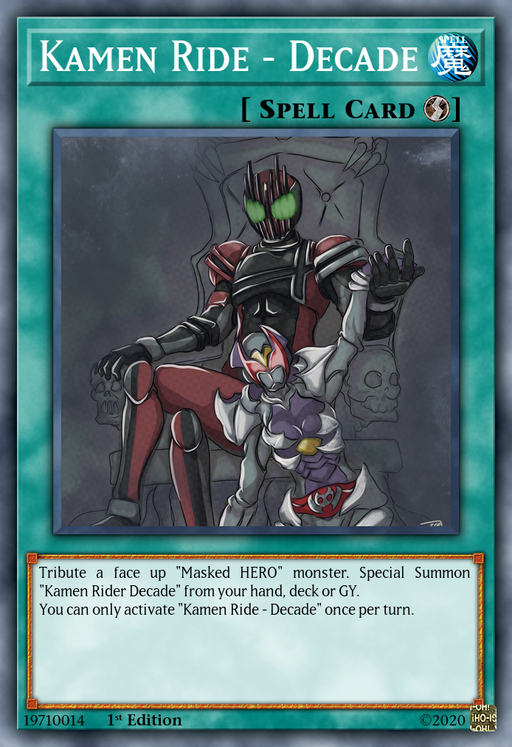 Kamen Ride - Decade
SPELL
魔
[ Spell Card ]
Tribute a face up "Masked HERO" monster. Special Summon
"Kamen Rider Decade" from your hand, deck or GY.
You can only activate "Kamen Ride - Decade" once per turn.
19710014 1st Edition ©2020